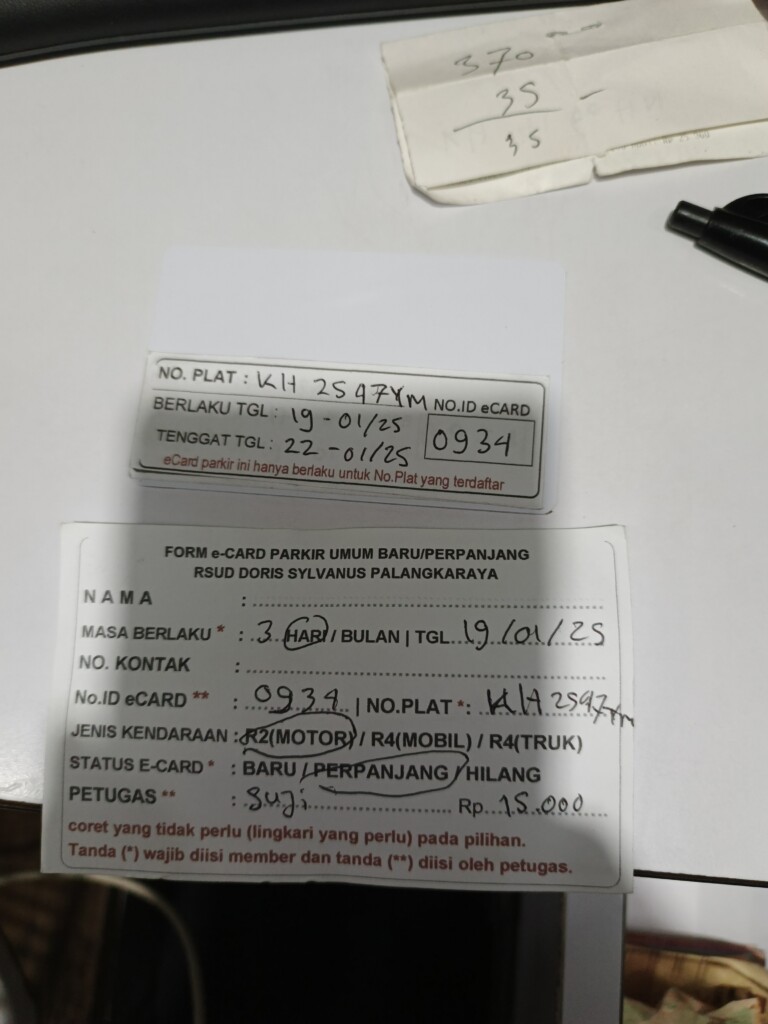 370
35 -
35
NO. PLAT : KH 2597YM
NO.ID eCARD
BERLAKU TGL : 19-01/25
0934
TENGGAT TGL : 22-01/25
eCard parkir ini hanya berlaku untuk No.Plat yang terdaftar
FORM e-CARD PARKIR UMUM BARU/PERPANJANG
RSUD DORIS SYLVANUS PALANGKARAYA
NAMA :
MASA BERLAKU * : 3 HARI / BULAN | TGL 19/01/25
NO. KONTAK :
No.ID eCARD ** : 0934 | NO.PLAT *: KH 2597YM
JENIS KENDARAAN : R2(MOTOR) / R4(MOBIL) / R4(TRUK)
STATUS E-CARD * : BARU / PERPANJANG / HILANG
PETUGAS ** : Suji Rp. 15.000
coret yang tidak perlu (lingkari yang perlu) pada pilihan.
Tanda (*) wajib diisi member dan tanda (**) diisi oleh petugas.